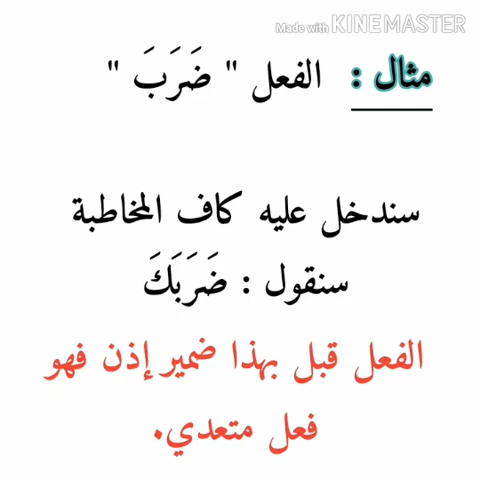 Made with KINEMASTER
مثال : الفعل " ضَرَبَ "
سندخل عليه كاف المخاطبة
سنقول : ضَرَبَكَ
الفعل قبل بهذا ضمير إذن فهو
فعل متعدي.